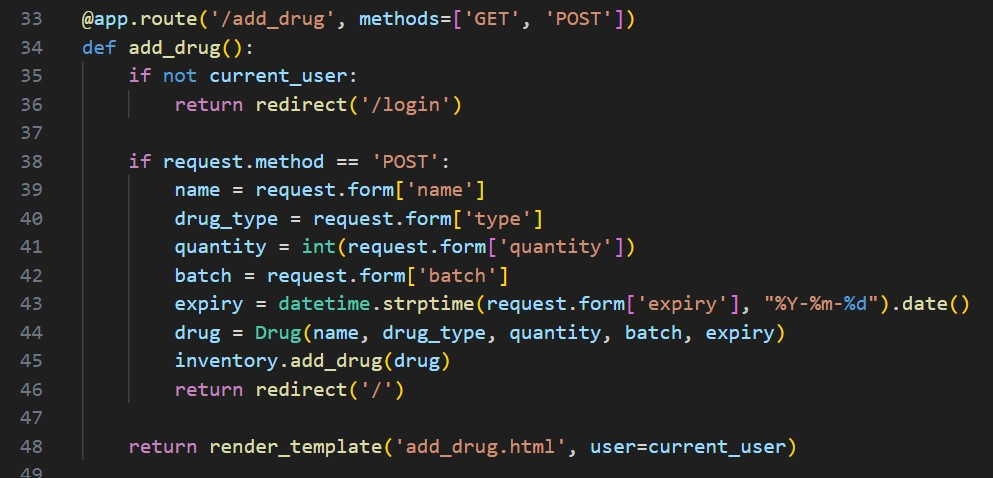 33 @app.route('/add_drug', methods=['GET', 'POST'])
34 def add_drug():
35     if not current_user:
36         return redirect('/login')
37
38     if request.method == 'POST':
39         name = request.form['name']
40         drug_type = request.form['type']
41         quantity = int(request.form['quantity'])
42         batch = request.form['batch']
43         expiry = datetime.strptime(request.form['expiry'], "%Y-%m-%d").date()
44         drug = Drug(name, drug_type, quantity, batch, expiry)
45         inventory.add_drug(drug)
46         return redirect('/')
47
48     return render_template('add_drug.html', user=current_user)
49